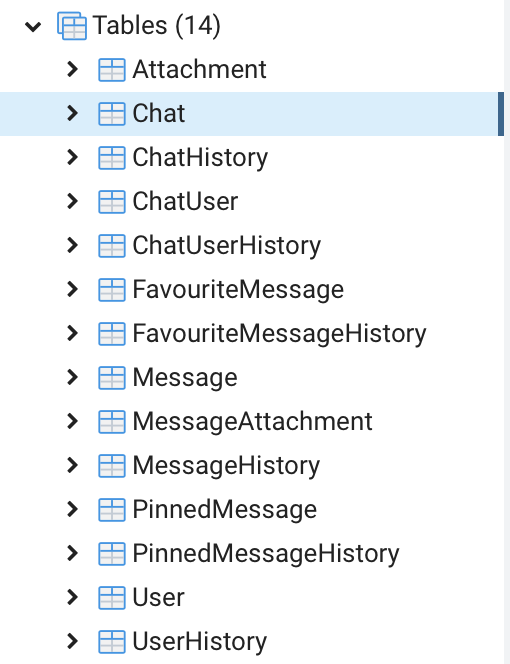 Tables (14)
Attachment
Chat
ChatHistory
ChatUser
ChatUserHistory
FavouriteMessage
FavouriteMessageHistory
Message
MessageAttachment
MessageHistory
PinnedMessage
PinnedMessageHistory
User
UserHistory